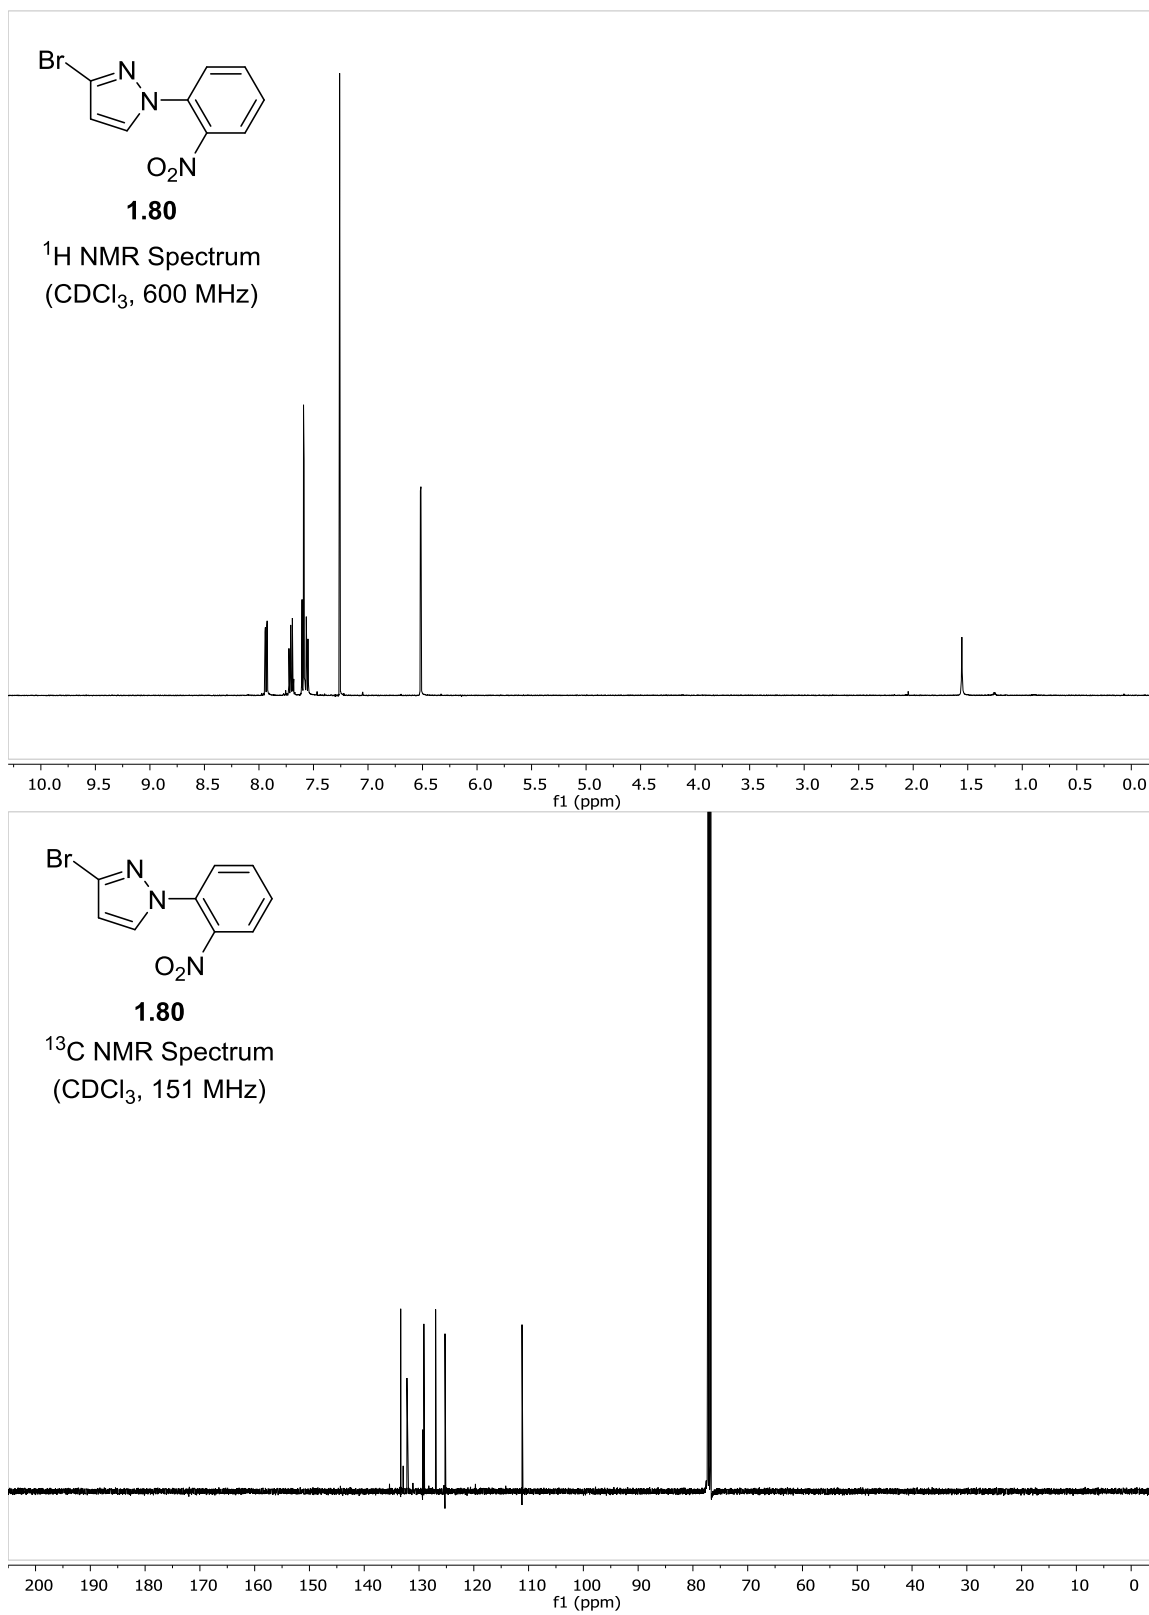 Br
N
N
O₂N
1.80
¹H NMR Spectrum
(CDCl₃, 600 MHz)
10.0 9.5 9.0 8.5 8.0 7.5 7.0 6.5 6.0 5.5 5.0 4.5 4.0 3.5 3.0 2.5 2.0 1.5 1.0 0.5 0.0
f1 (ppm)
Br
N
N
O₂N
1.80
¹³C NMR Spectrum
(CDCl₃, 151 MHz)
200 190 180 170 160 150 140 130 120 110 100 90 80 70 60 50 40 30 20 10 0
f1 (ppm)